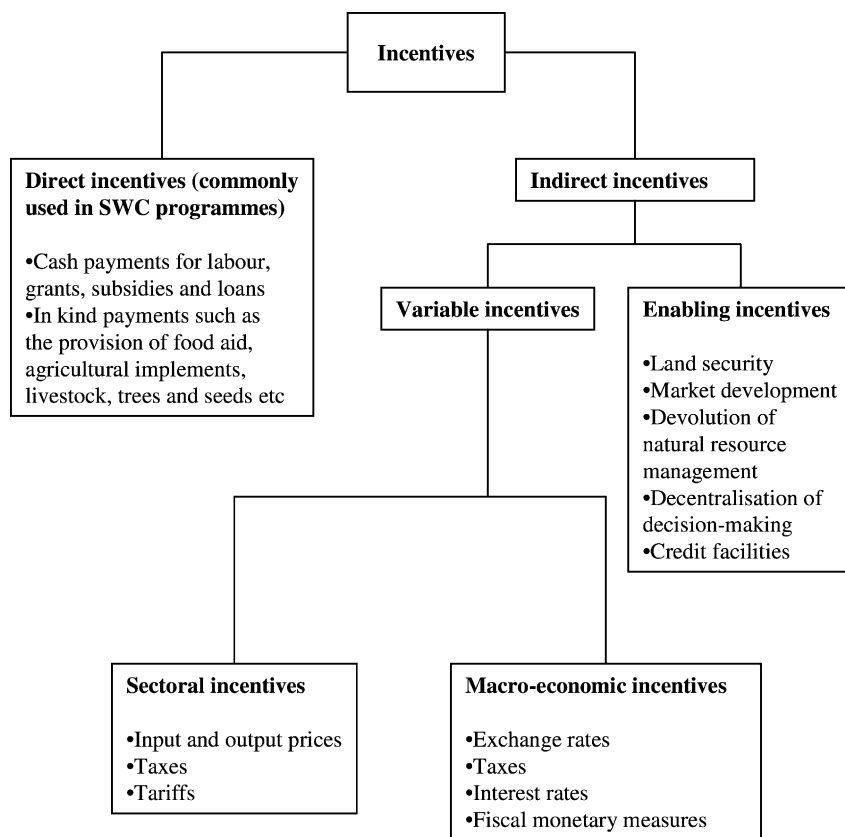 Incentives
Direct incentives (commonly
used in SWC programmes)
•Cash payments for labour,
grants, subsidies and loans
•In kind payments such as
the provision of food aid,
agricultural implements,
livestock, trees and seeds etc
Indirect incentives
Variable incentives
Enabling incentives
•Land security
•Market development
•Devolution of
natural resource
management
•Decentralisation of
decision-making
•Credit facilities
Sectoral incentives
•Input and output prices
•Taxes
•Tariffs
Macro-economic incentives
•Exchange rates
•Taxes
•Interest rates
•Fiscal monetary measures